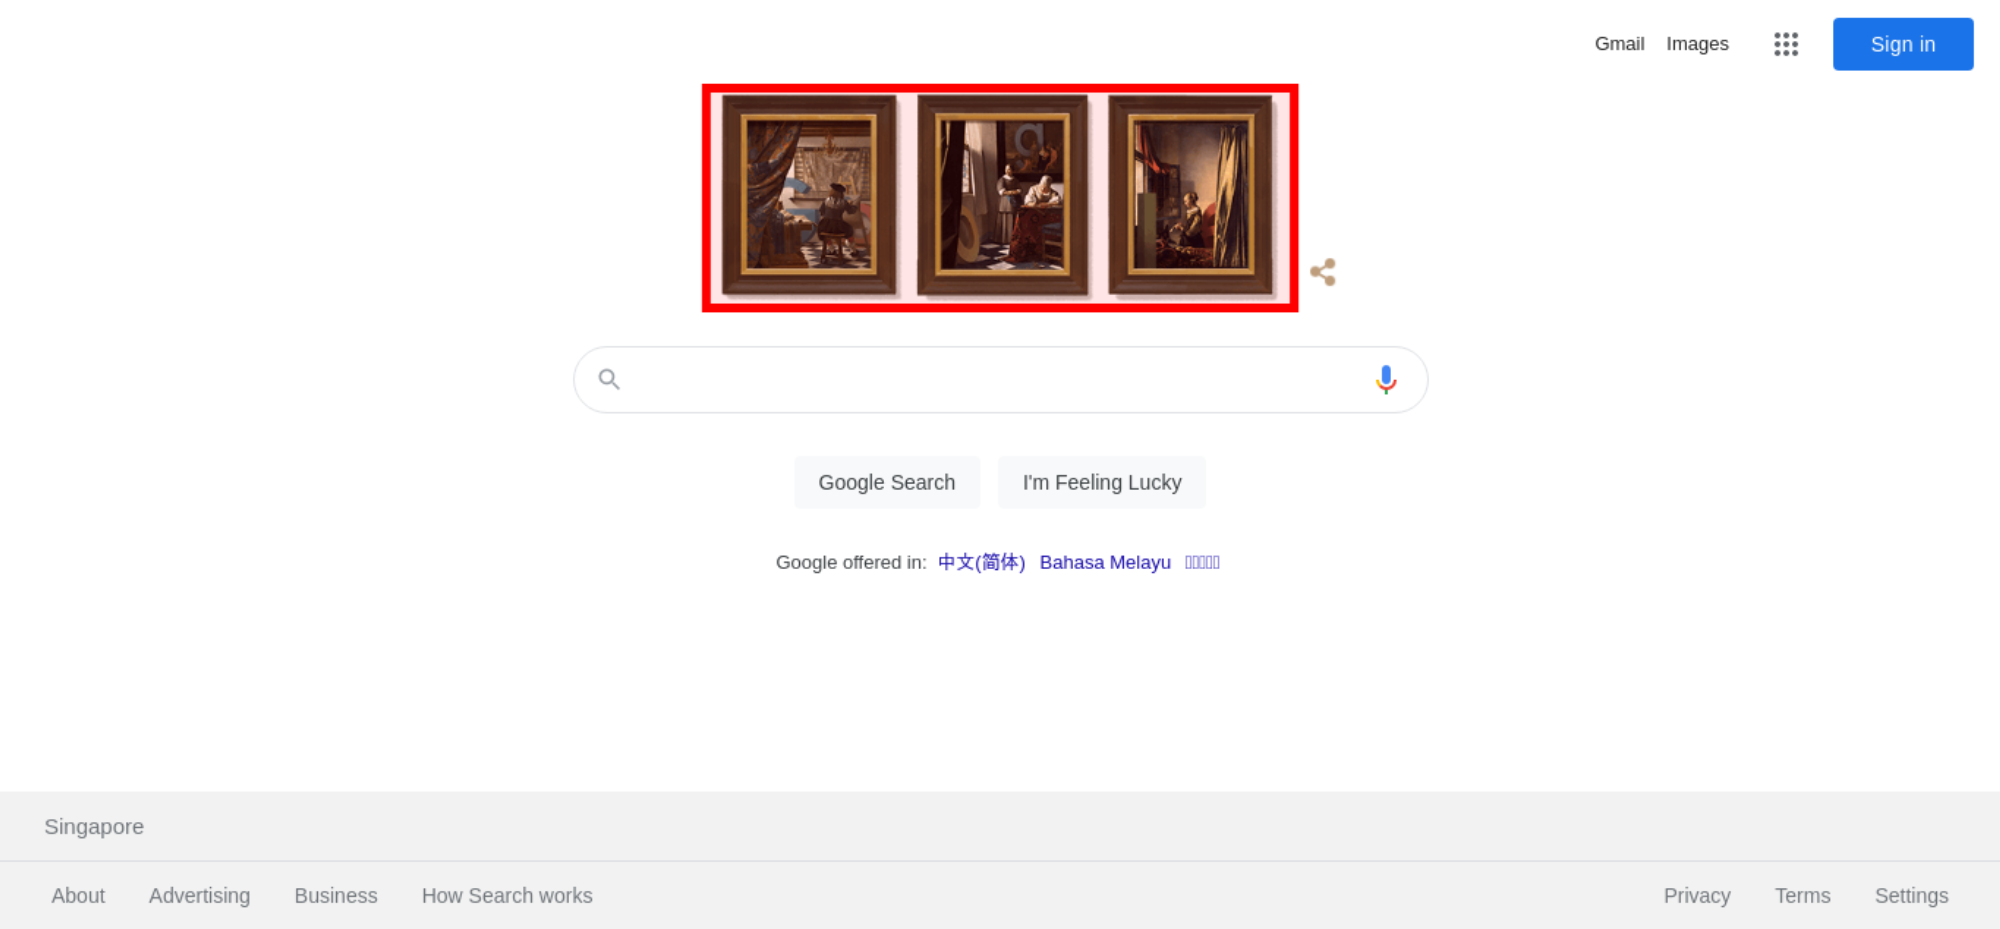 Gmail Images Sign in
Google Search I'm Feeling Lucky
Google offered in: 中文(简体) Bahasa Melayu
Singapore
About Advertising Business How Search works Privacy Terms Settings